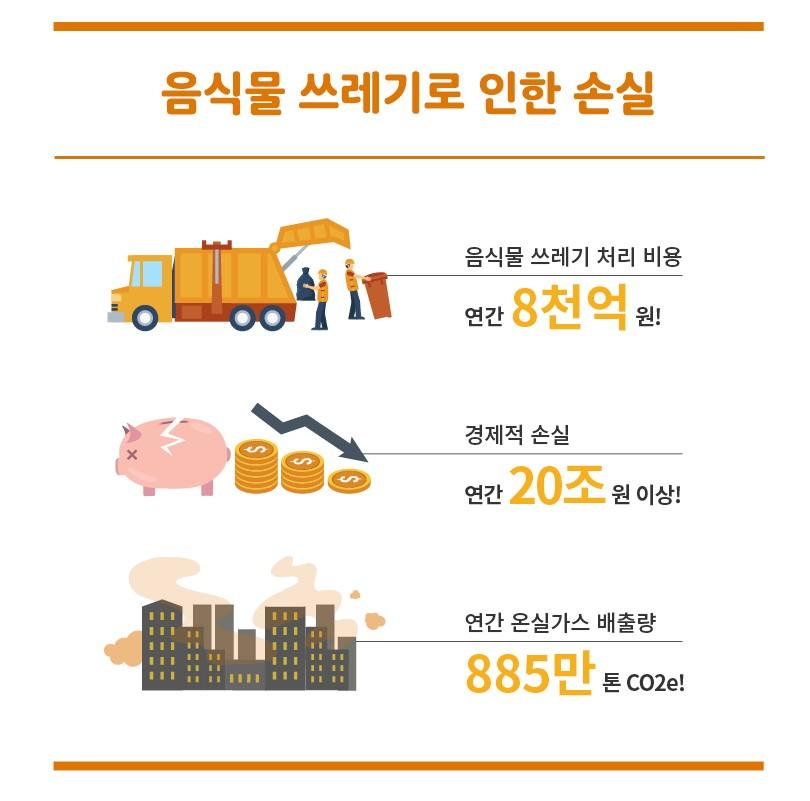 음식물 쓰레기로 인한 손실
음식물 쓰레기 처리 비용
연간 8천억 원!
경제적 손실
연간 20조 원 이상!
연간 온실가스 배출량
885만 톤 CO2e!